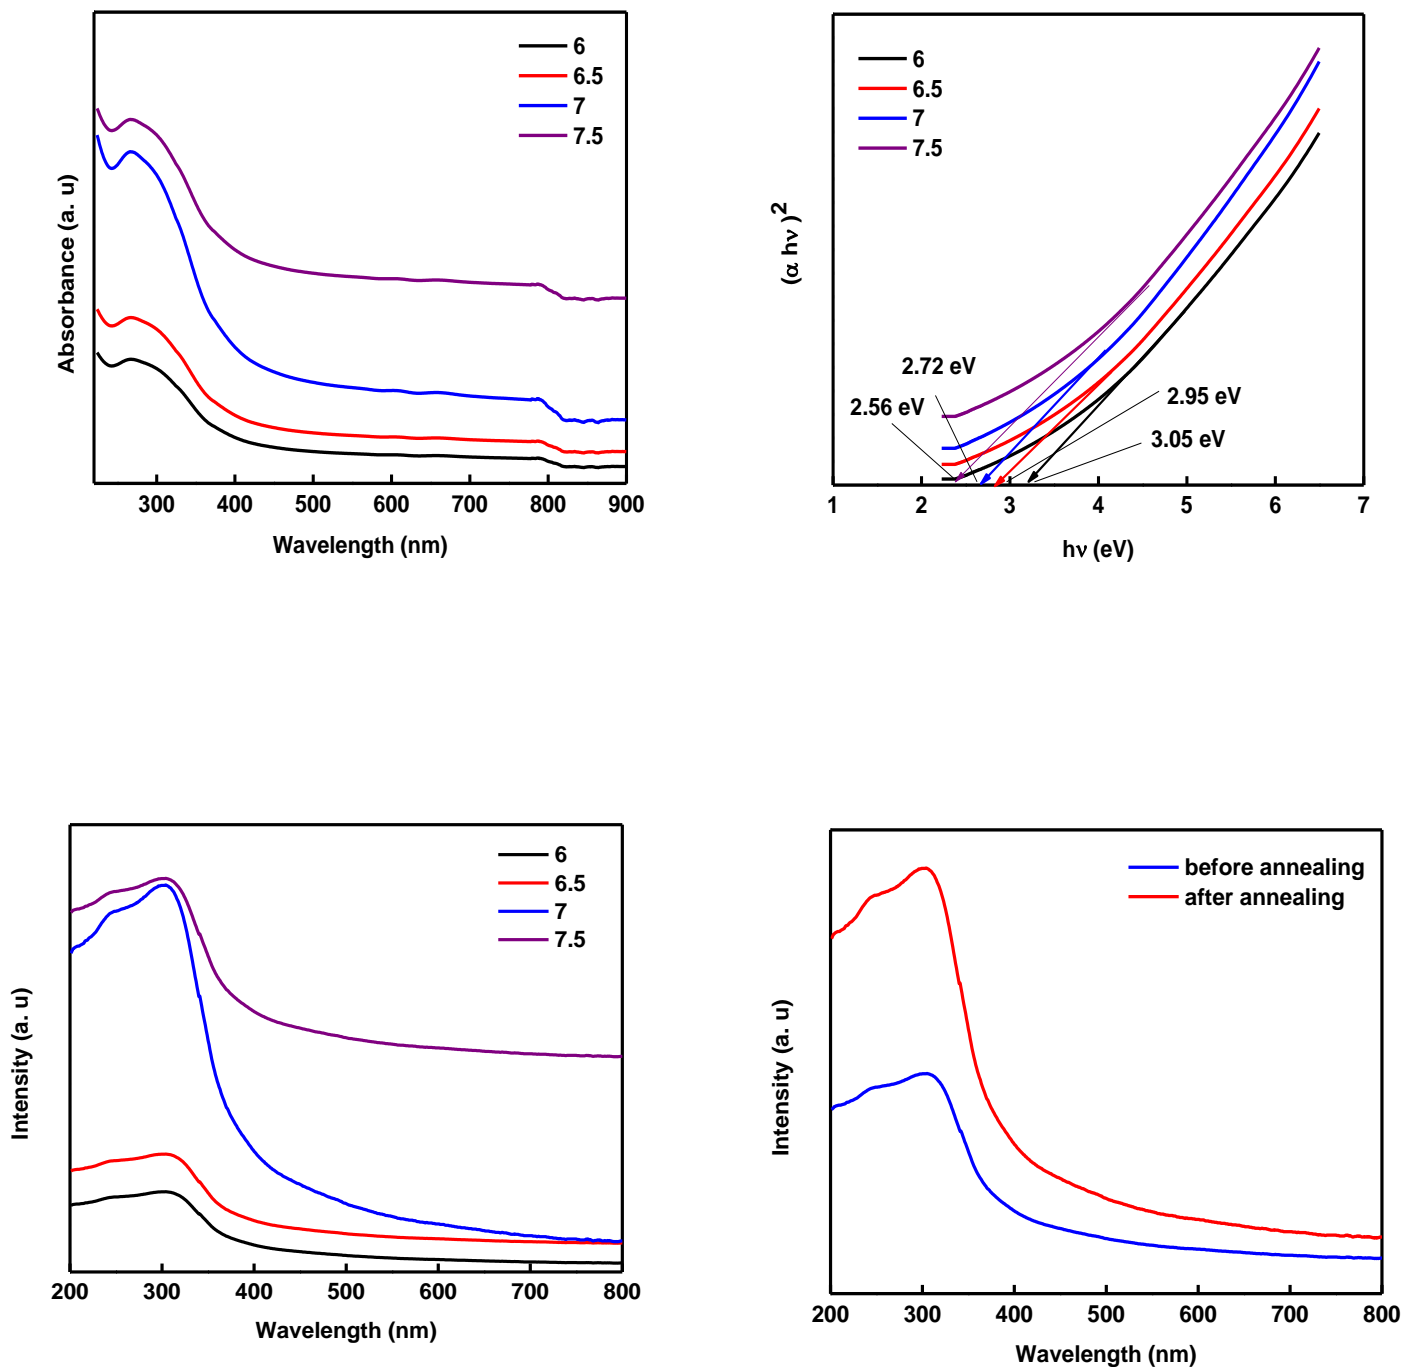 6
6.5
7
7.5
Absorbance (a. u)
300 400 500 600 700 800 900
Wavelength (nm)
6
6.5
7
7.5
(α hν )²
2.72 eV
2.56 eV
2.95 eV
3.05 eV
1 2 3 4 5 6 7
hν (eV)
6
6.5
7
7.5
Intensity (a. u)
200 300 400 500 600 700 800
Wavelength (nm)
before annealing
after annealing
Intensity (a. u)
200 300 400 500 600 700 800
Wavelength (nm)